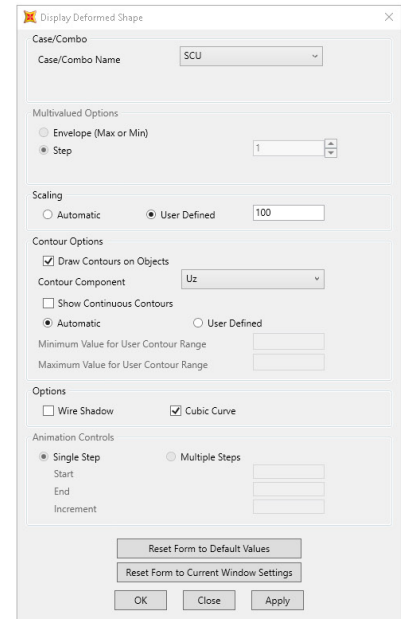 Display Deformed Shape
Case/Combo
Case/Combo Name SCU
Multivalued Options
Envelope (Max or Min)
Step 1
Scaling
Automatic User Defined 100
Contour Options
Draw Contours on Objects
Contour Component Uz
Show Continuous Contours
Automatic User Defined
Minimum Value for User Contour Range
Maximum Value for User Contour Range
Options
Wire Shadow Cubic Curve
Animation Controls
Single Step Multiple Steps
Start
End
Increment
Reset Form to Default Values
Reset Form to Current Window Settings
OK Close Apply